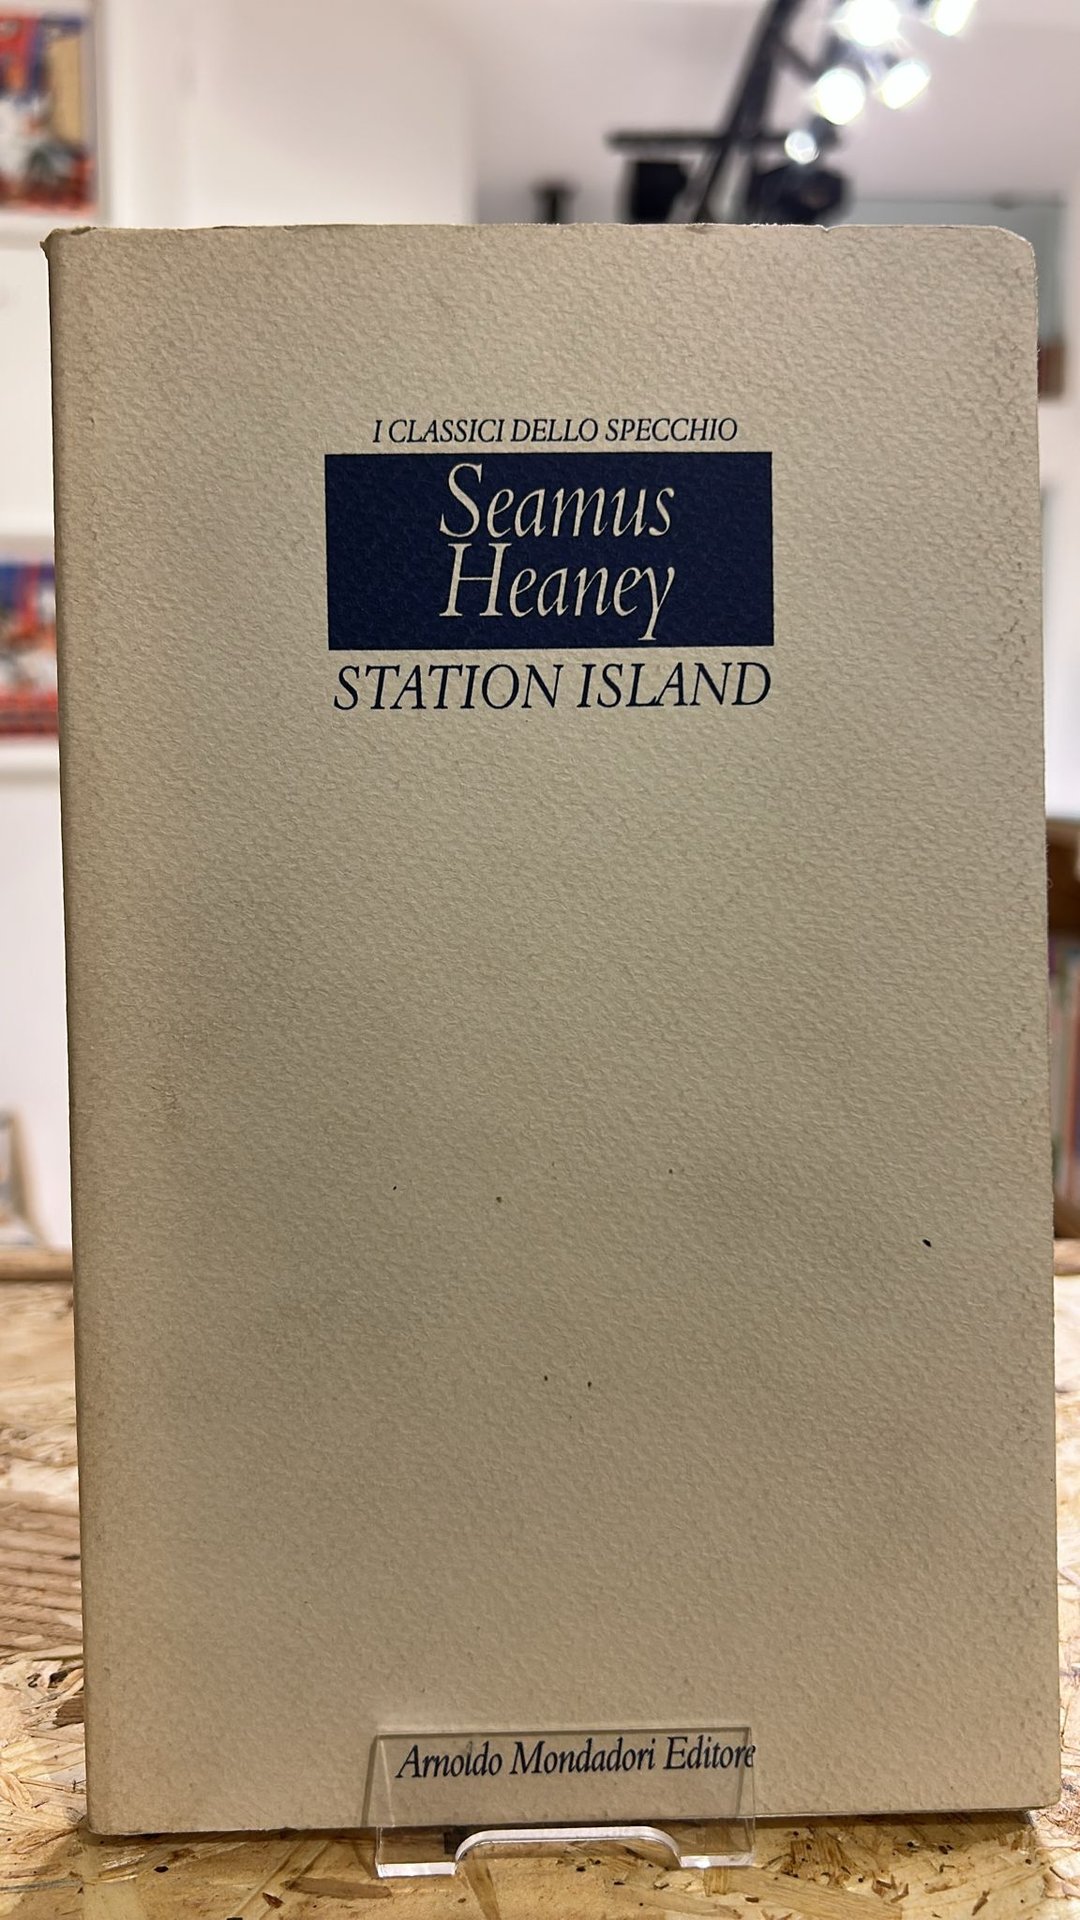 I CLASSICI DELLO SPECCHIO
Seamus
Heaney
STATION ISLAND
Arnoldo Mondadori Editore